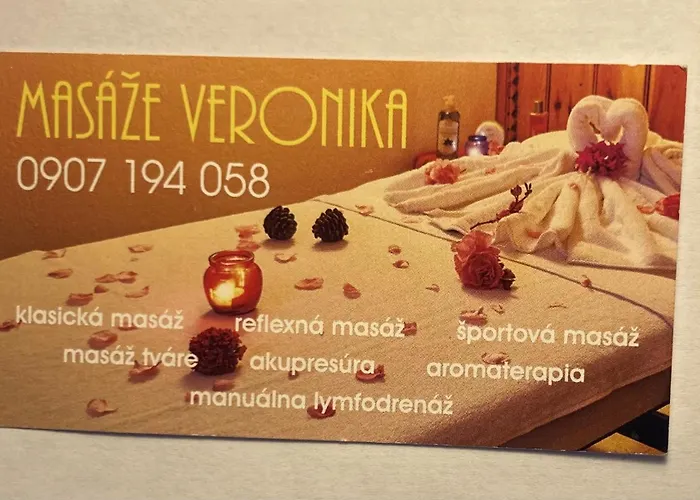 MASÁŽE VERONIKA
0907 194 058
klasická masáž reflexná masáž športová masáž
masáž tváre akupresúra aromaterapia
manuálna lymfodrenáž